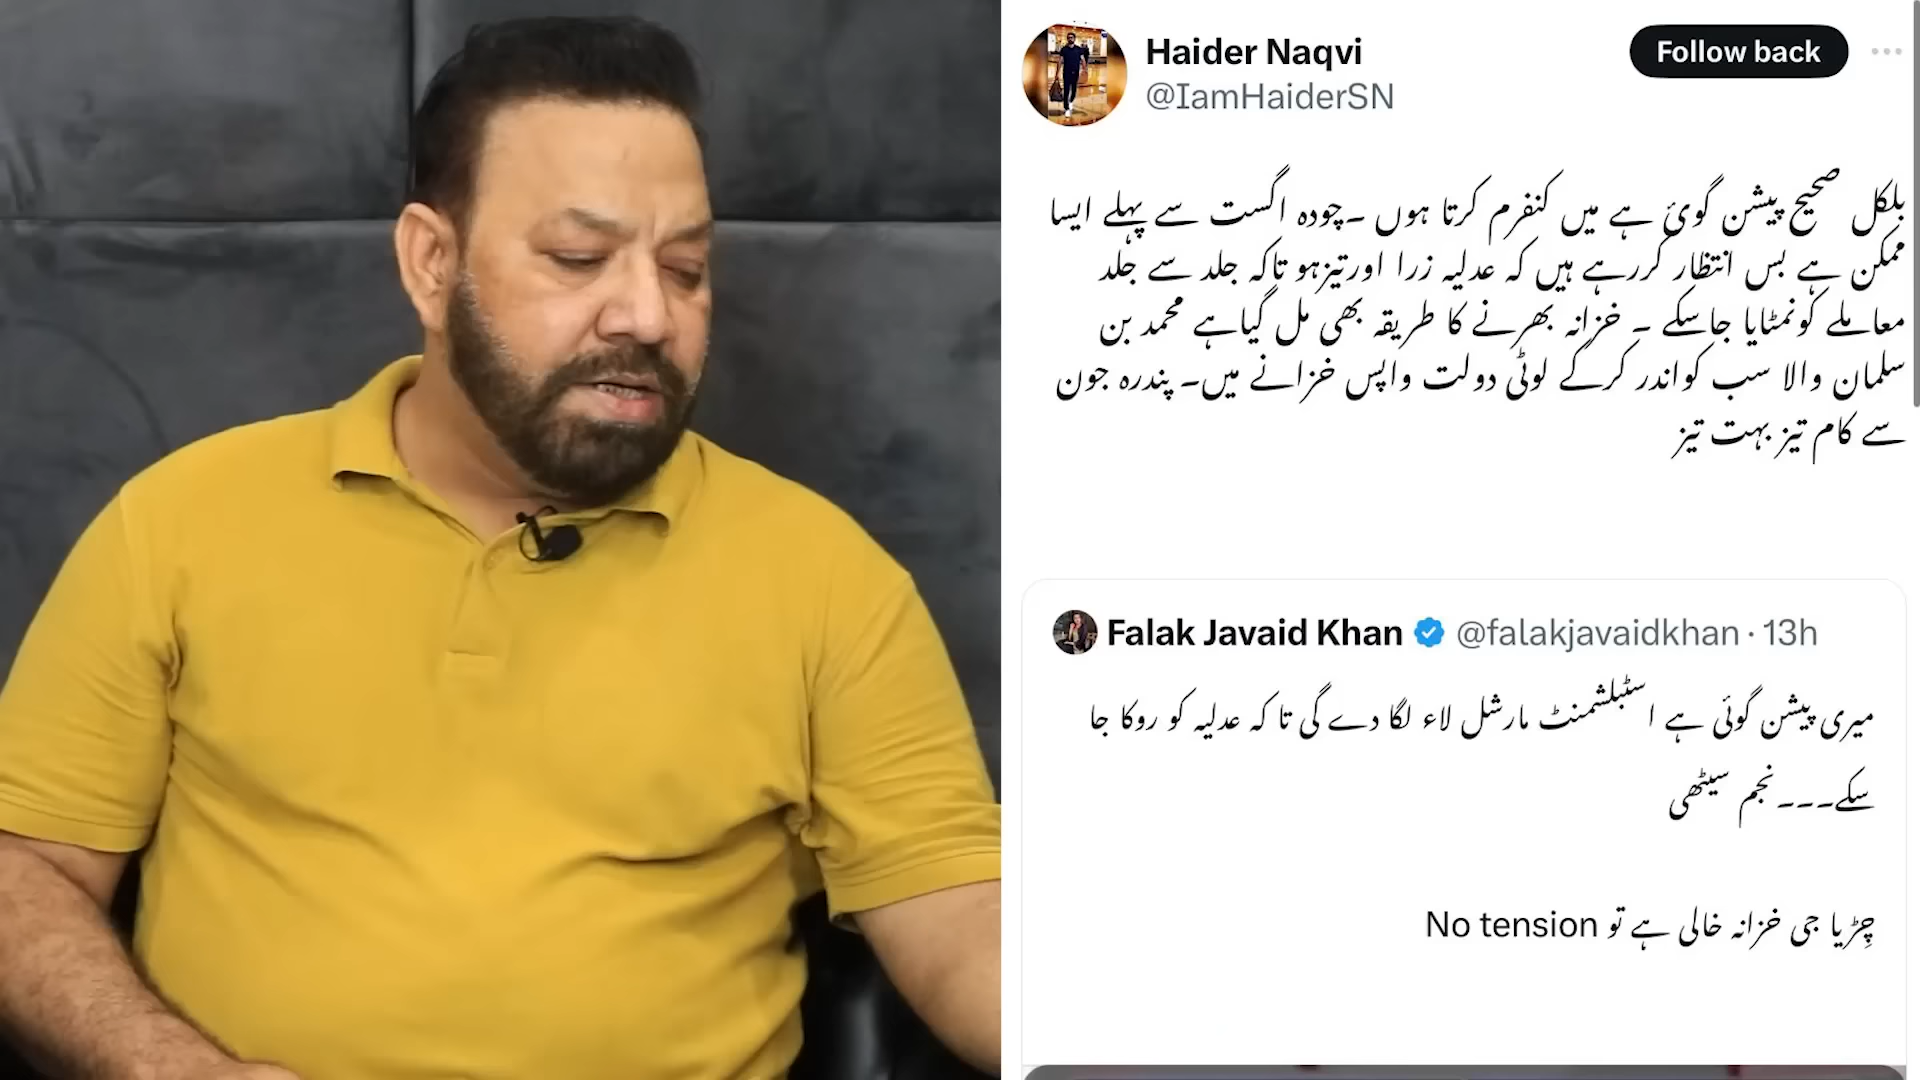 Haider Naqvi
@IamHaiderSN
Follow back
بلکل صحیح پیشن گوئ ہے میں کنفرم کرتا ہوں ۔چودہ اگست سے پہلے ایسا
ممکن ہے بس انتظار کررہے ہیں کہ عدلیہ زرا اورتیزہو تاکہ جلد سے جلد
معاملے کونمٹایا جاسکے ۔ خزانہ بھرنے کا طریقہ بھی مل گیاہے محمد بن
سلمان والا سب کواندر کرکے لوٹی دولت واپس خزانے میں۔ پندرہ جون
سے کام تیز بہت تیز
Falak Javaid Khan @falakjavaidkhan · 13h
میری پیشن گوئی ہے اسٹبلشمنٹ مارشل لاء لگا دے گی تا کہ عدلیہ کو روکا جا
سکے۔۔۔ نجم سیٹھی
چِڑیا جی خزانہ خالی ہے تو No tension